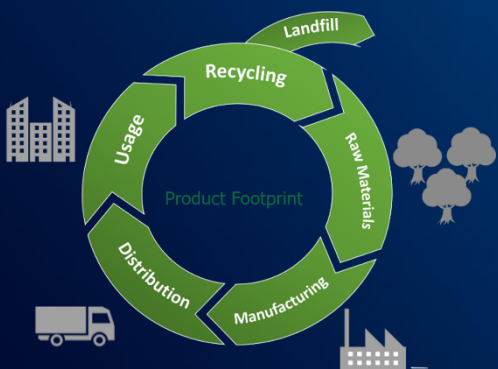 Landfill
Recycling
Raw Materials
Usage
Product Footprint
Distribution
Manufacturing